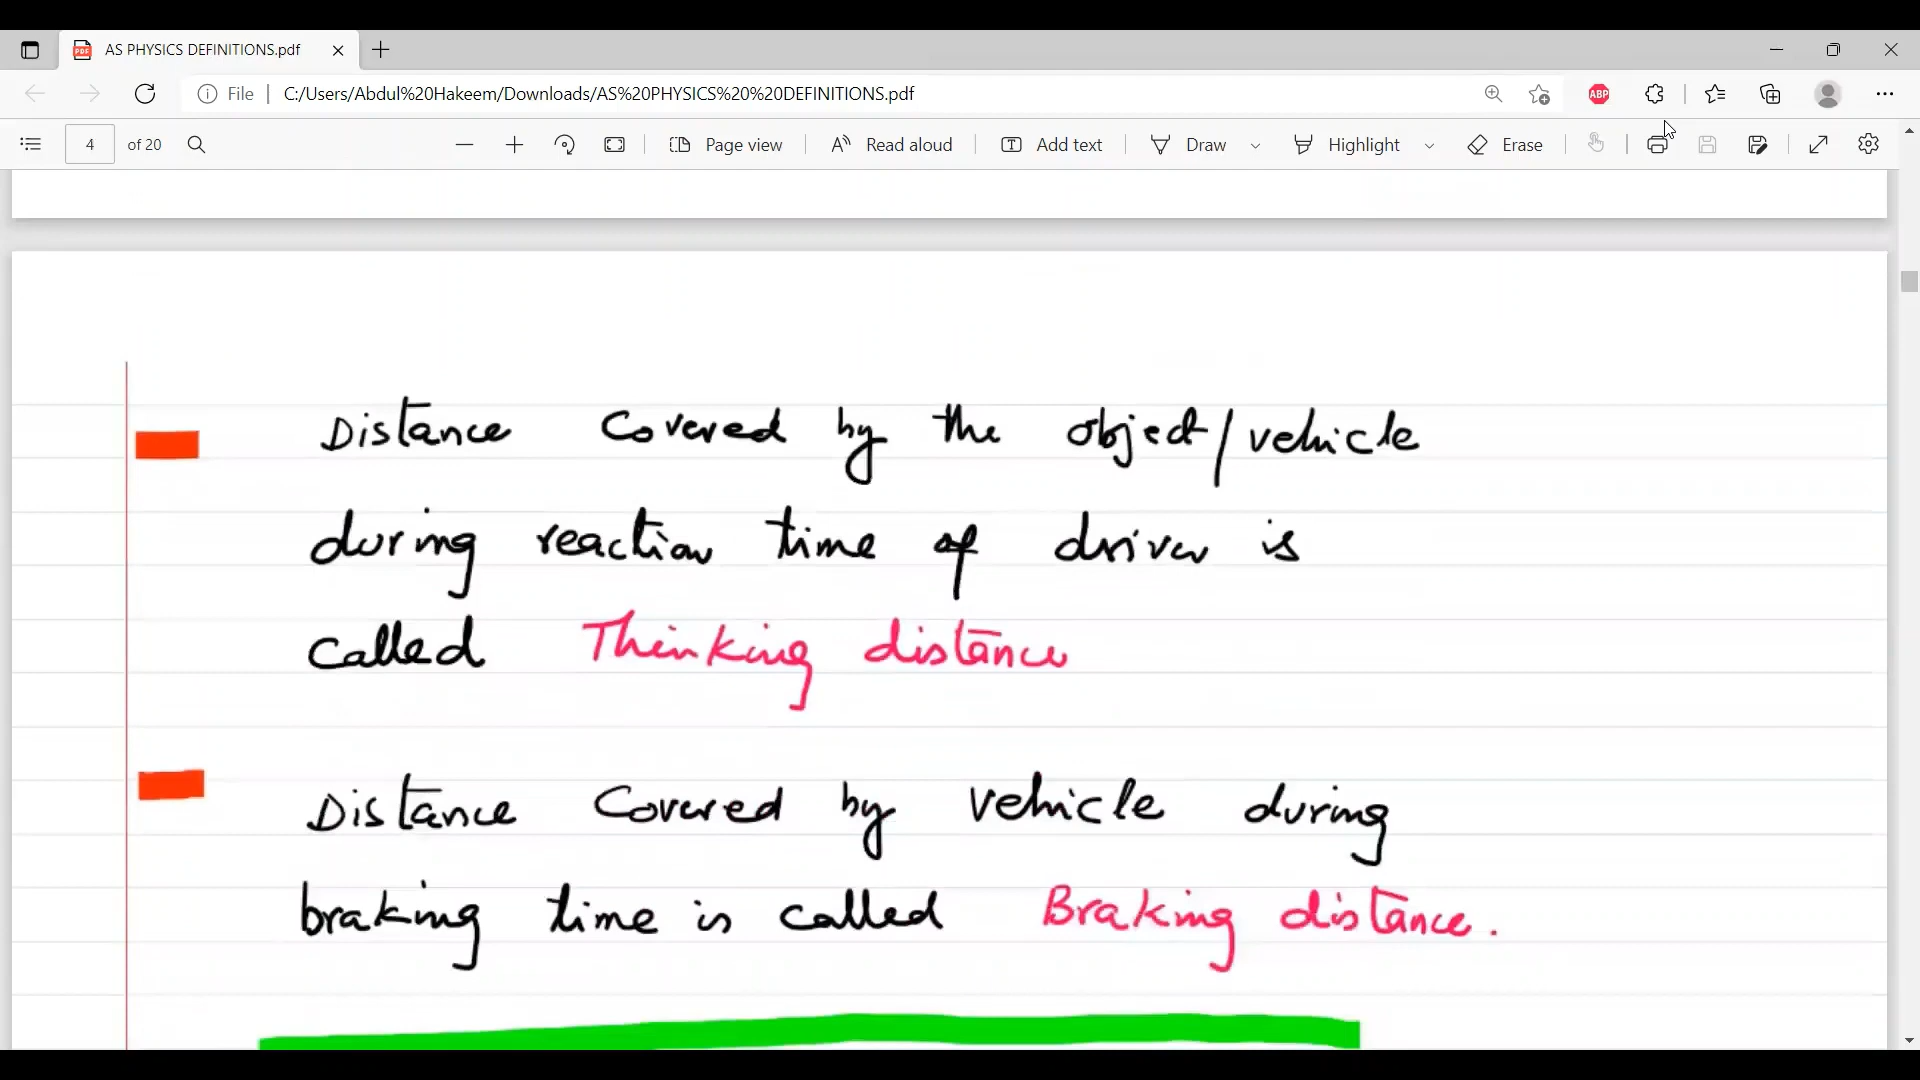 AS PHYSICS DEFINITIONS.pdf
File | C:/Users/Abdul%20Hakeem/Downloads/AS%20PHYSICS%20%20DEFINITIONS.pdf
ABP
4 of 20 Page view Read aloud Add text Draw Highlight Erase
Distance Covered by the object/vehicle
during reaction time of driver is
called Thinking distance
Distance Covered by vehicle during
braking time is called Braking distance.